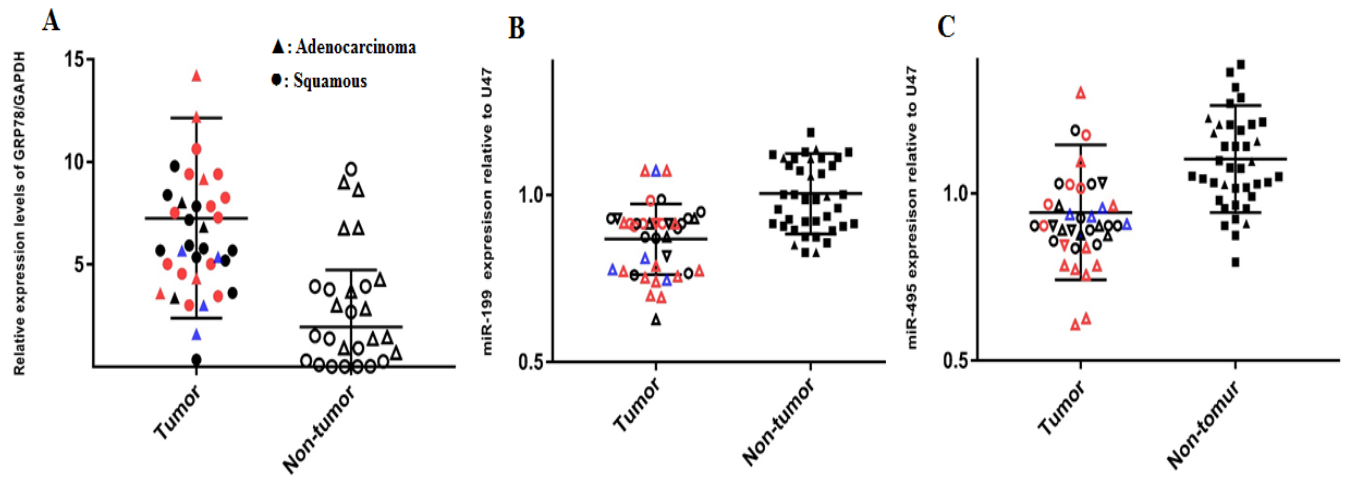 A
Relative expression levels of GRP78/GAPDH
15
10
5
▲: Adenocarcinoma
●: Squamous
Tumor
Non-tumor
B
miR-199 expresison relative to U47
1.0
0.5
Tumor
Non-tumor
C
miR-495 expresison relative to U47
1.0
0.5
Tumor
Non-tomur